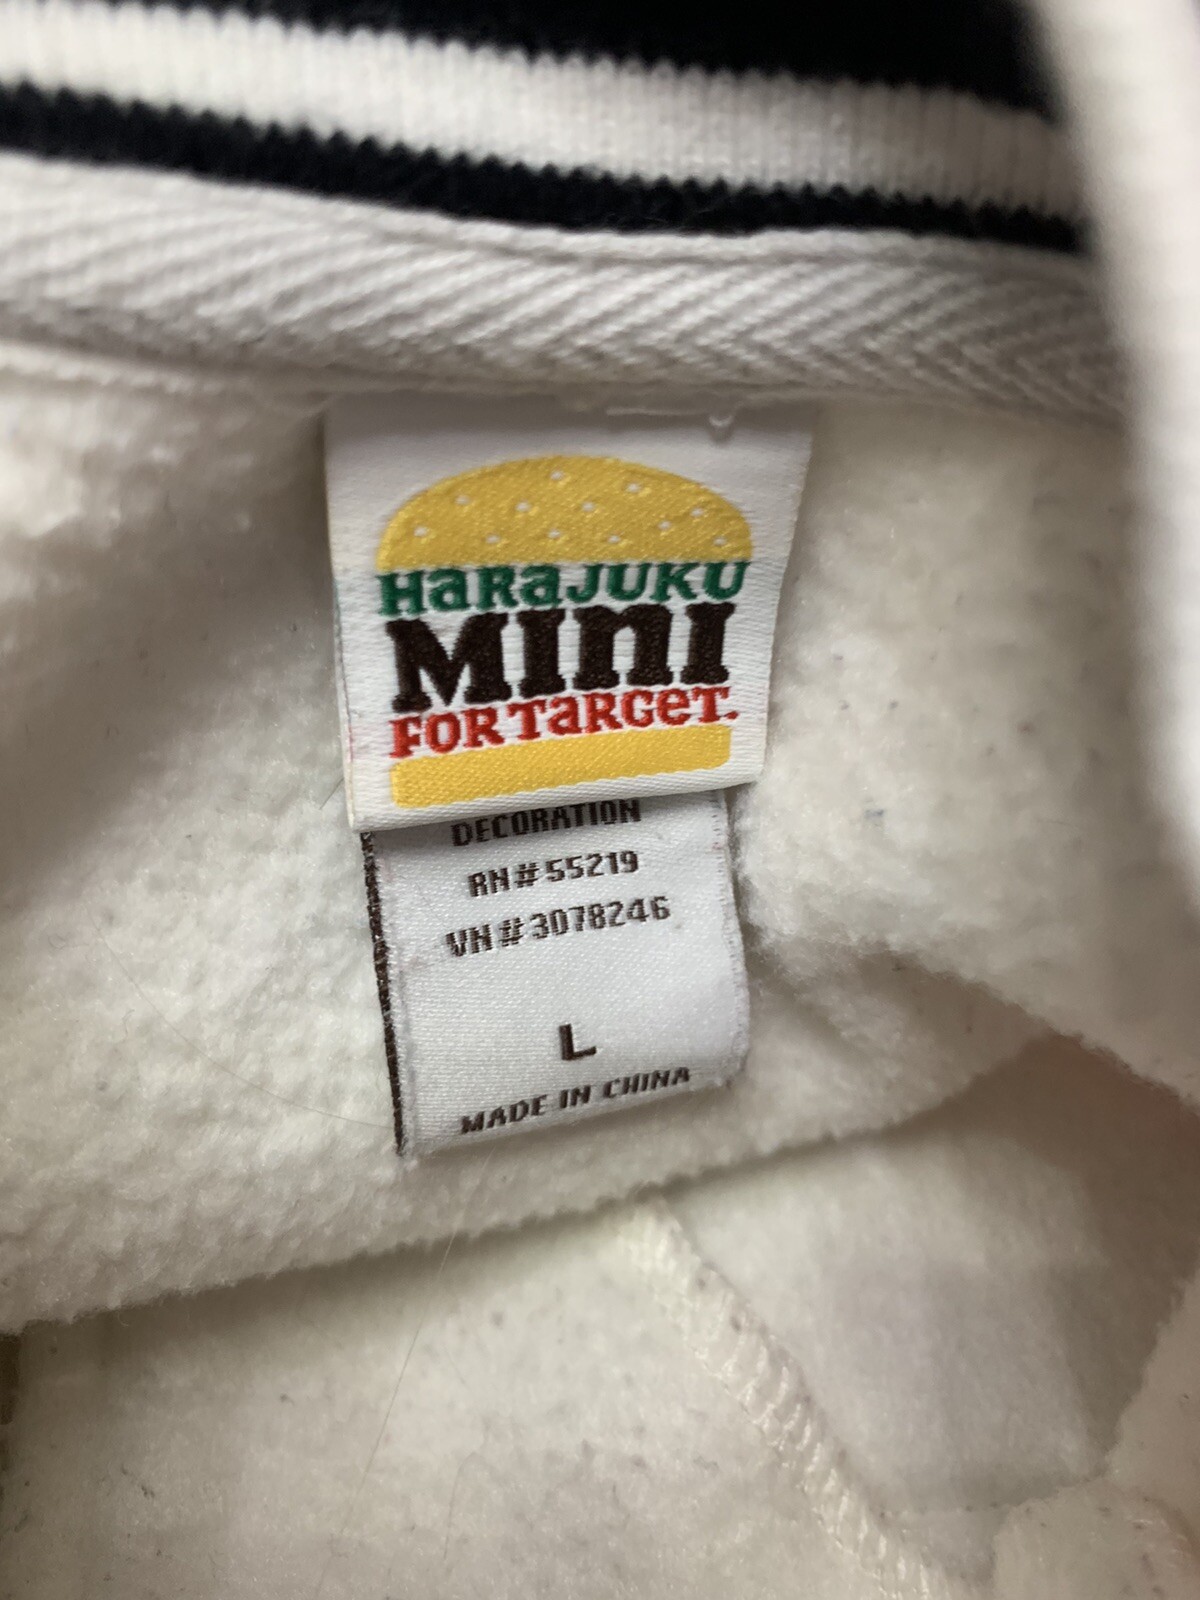 HaRaJUKU
MInI
FOR TaRGeT.
DECORATION
RN# 55219
VN# 3078246
L
MADE IN CHINA